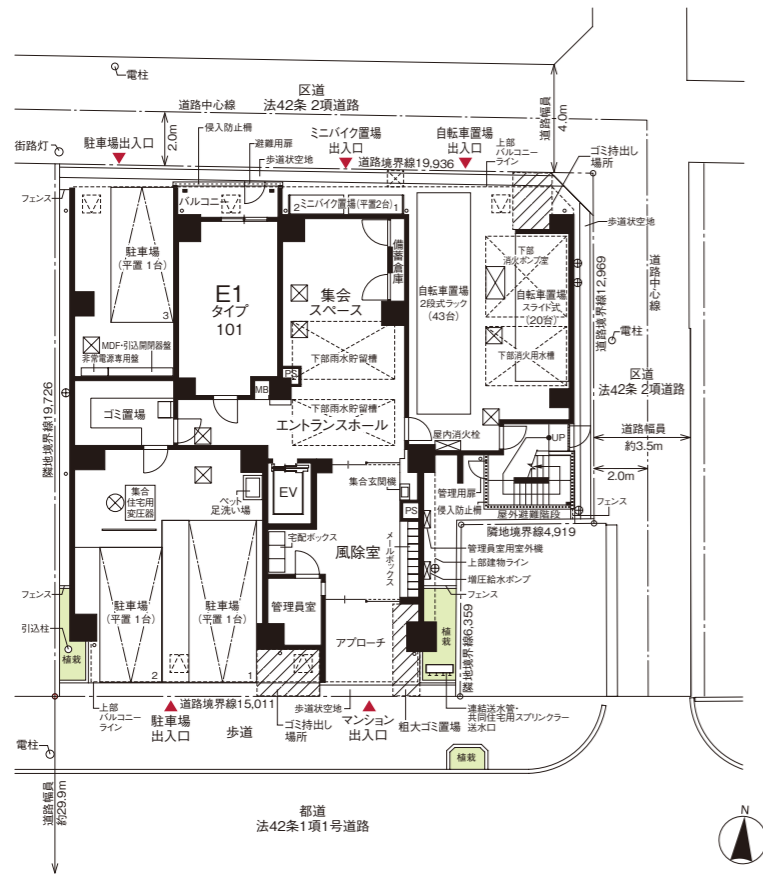 電柱
区道
法42条 2項道路
道路中心線
道路幅員
4.0m
2.0m
侵入防止柵
避難用扉
街路灯
駐車場出入口
ミニバイク置場
出入口
自転車置場
出入口
ゴミ持出し
場所
歩道状空地
道路境界線19,936
上部
バルコニー
ライン
フェンス
バルコニー
2 ミニバイク置場(平置2台) 1
歩道状空地
駐車場
(平置 1台)
3
E1
タイプ
101
集会
スペース
備蓄倉庫
自転車置場
2段式ラック
(43台)
下部
消火ポンプ室
自転車置場
スライド式
(20台)
道路境界線12,969
道路中心線
電柱
区道
法42条 2項道路
MDF・引込開閉器盤
非常電源専用盤
下部雨水貯留槽
下部消火用水槽
PS
MB
隣地境界線19,726
ゴミ置場
下部雨水貯留槽
エントランスホール
屋内消火栓
UP
道路幅員
約3.5m
2.0m
集合
住宅用
変圧器
ペット
足洗い場
EV
集合玄関機
PS
管理用扉
侵入防止柵
屋外避難階段
フェンス
隣地境界線4,919
宅配ボックス
風除室
メールボックス
管理員室用室外機
上部建物ライン
増圧給水ポンプ
フェンス
フェンス
引込柱
植栽
駐車場
(平置 1台)
2
駐車場
(平置 1台)
1
管理員室
アプローチ
植栽
隣地境界線6,359
上部
バルコニー
ライン
道路境界線15,011
駐車場
出入口
歩道
歩道状空地
ゴミ持出し
場所
マンション
出入口
粗大ゴミ置場
連結送水管・
共同住宅用スプリンクラー
送水口
電柱
植栽
道路幅員
約29.9m
都道
法42条1項1号道路
N